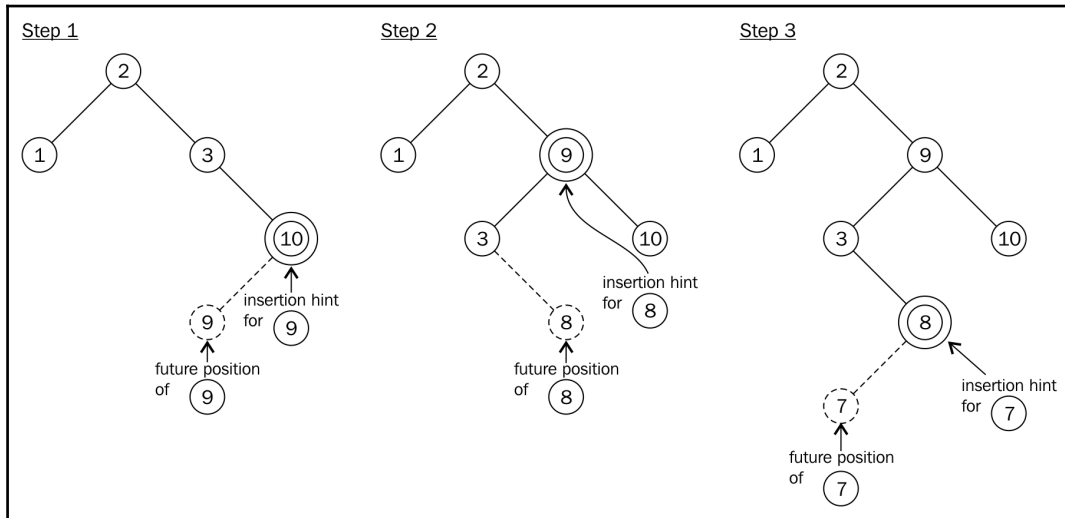 Step 1
2
1
3
10
insertion hint
for 9
9
future position
of 9
Step 2
2
1
9
3
10
insertion hint
for 8
8
future position
of 8
Step 3
2
1
9
3
10
8
insertion hint
for 7
7
future position
of 7